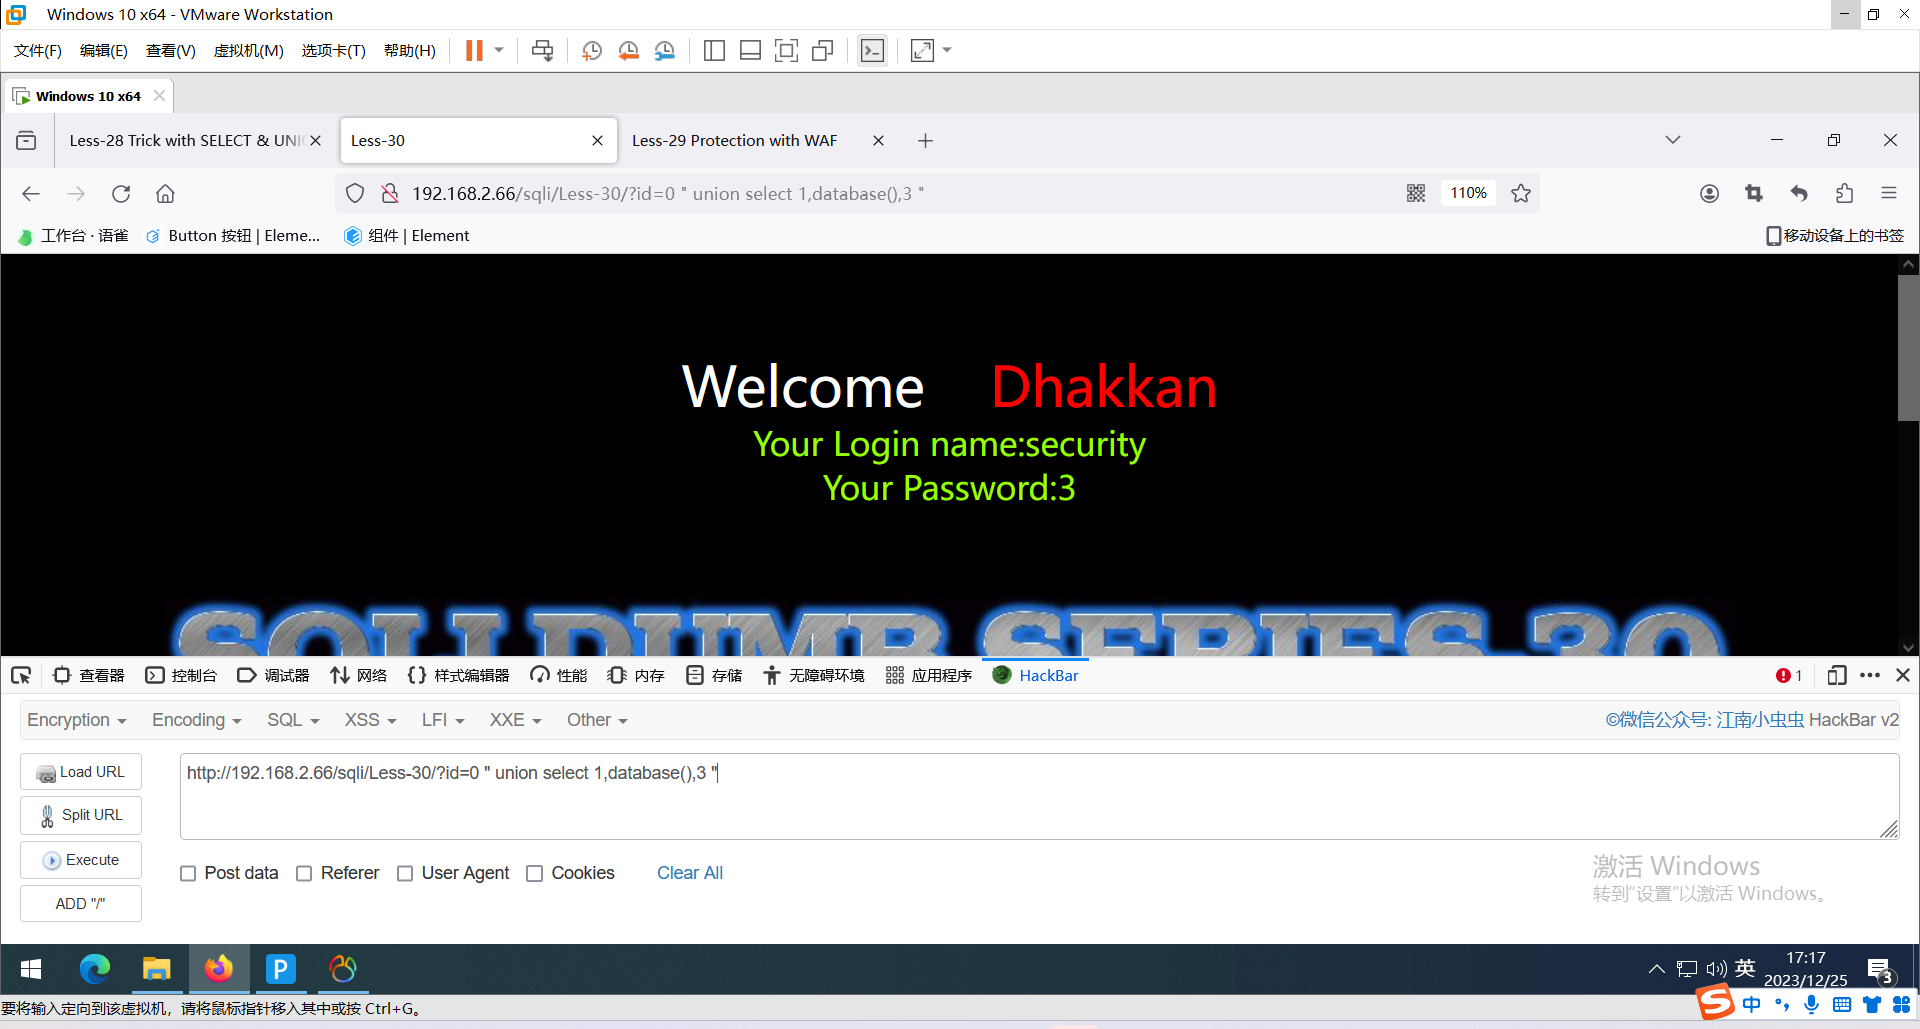 Windows 10 x64 - VMware Workstation
文件(F) 编辑(E) 查看(V) 虚拟机(M) 选项卡(T) 帮助(H)
Windows 10 x64
Less-28 Trick with SELECT & UNIO Less-30 Less-29 Protection with WAF
192.168.2.66/sqli/Less-30/?id=0 " union select 1,database(),3 " 110%
工作台 · 语雀 Button 按钮 | Eleme... 组件 | Element 移动设备上的书签
Welcome Dhakkan
Your Login name:security
Your Password:3
SQLI DUMB SERIES-30
查看器 控制台 调试器 网络 样式编辑器 性能 内存 存储 无障碍环境 应用程序 HackBar 1
Encryption Encoding SQL XSS LFI XXE Other ©微信公众号: 江南小虫虫 HackBar v2
Load URL http://192.168.2.66/sqli/Less-30/?id=0 " union select 1,database(),3 "
Split URL
Execute
Post data Referer User Agent Cookies Clear All
ADD "/"
激活 Windows
转到“设置”以激活 Windows。
英 17:17
2023/12/25 3
要将输入定向到该虚拟机，请将鼠标指针移入其中或按 Ctrl+G。
中